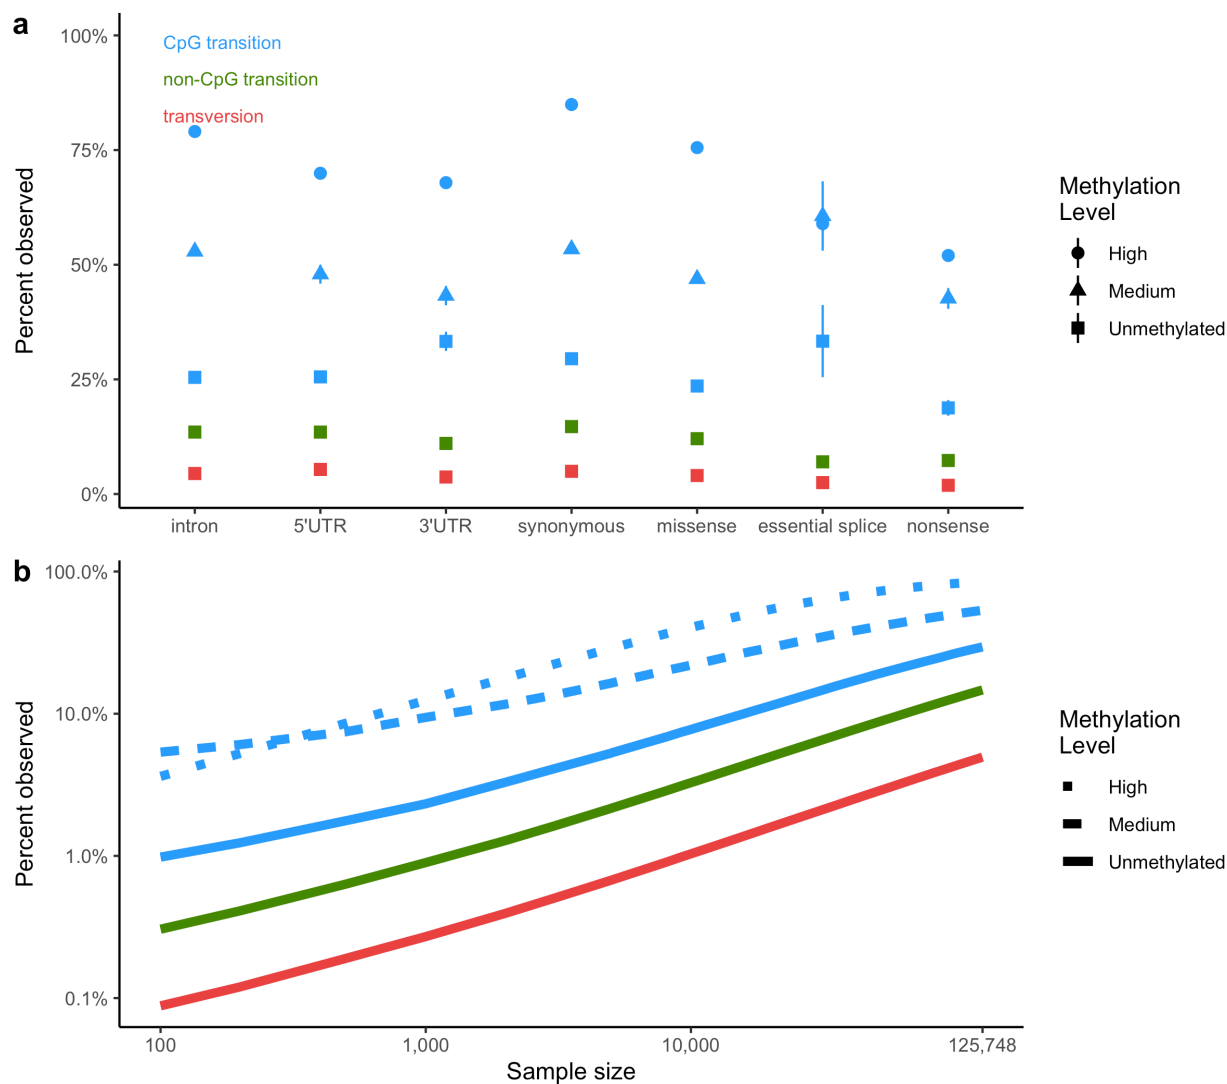 a
Percent observed
100%
75%
50%
25%
0%
CpG transition
non-CpG transition
transversion
intron 5'UTR 3'UTR synonymous missense essential splice nonsense
Methylation
Level
High
Medium
Unmethylated
b
Percent observed
100.0%
10.0%
1.0%
0.1%
100 1,000 10,000 125,748
Sample size
Methylation
Level
High
Medium
Unmethylated